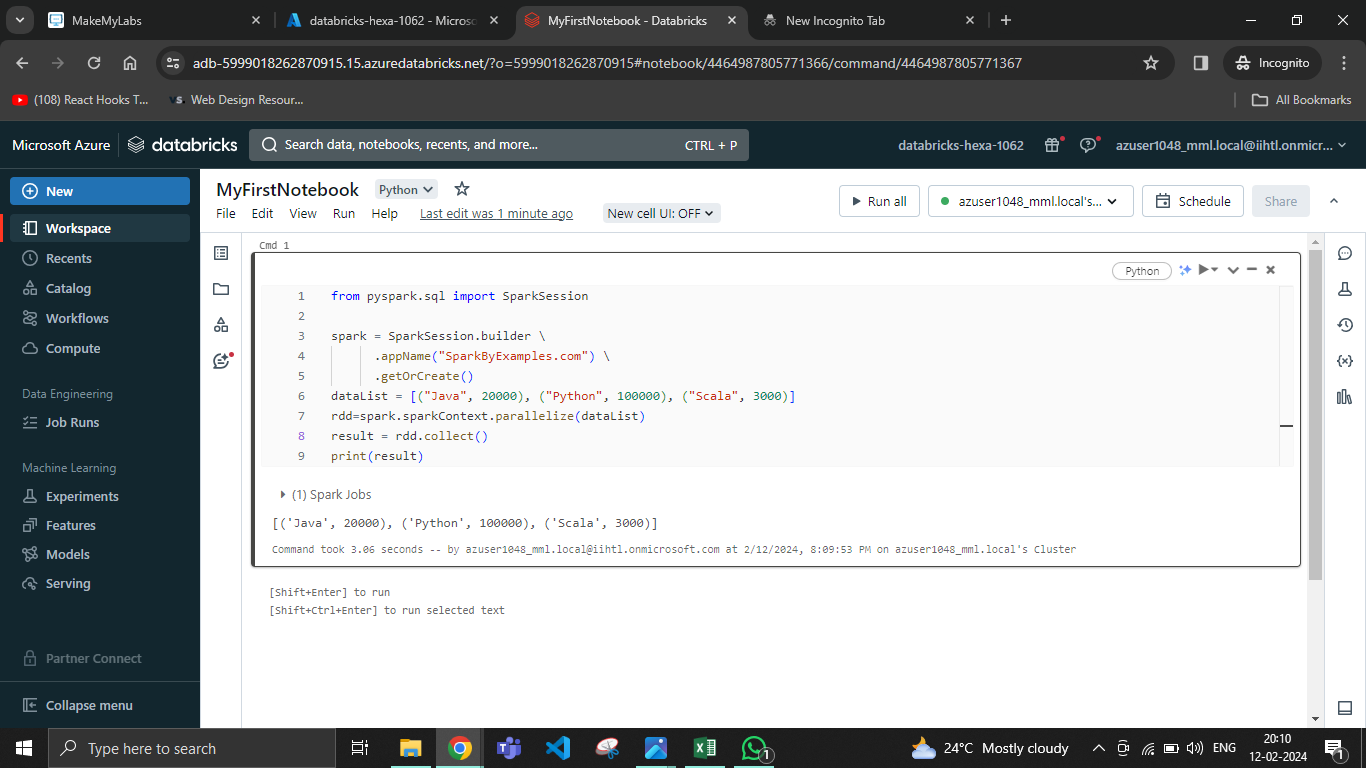 MakeMyLabs
databricks-hexa-1062 - Microso
MyFirstNotebook - Databricks
New Incognito Tab
adb-5999018262870915.15.azuredatabricks.net/?o=5999018262870915#notebook/4464987805771366/command/4464987805771367
Incognito
(108) React Hooks T...
VS.
Web Design Resour...
All Bookmarks
Microsoft Azure
databricks
Search data, notebooks, recents, and more...
CTRL + P
databricks-hexa-1062
azuser1048_mml.local@iihtl.onmicr...
New
Workspace
Recents
Catalog
Workflows
Compute
Data Engineering
Job Runs
Machine Learning
Experiments
Features
Models
Serving
Partner Connect
Collapse menu
MyFirstNotebook
Python
File Edit View Run Help Last edit was 1 minute ago
New cell UI: OFF
Run all
azuser1048_mml.local's...
Schedule
Share
Cmd 1
Python
1 from pyspark.sql import SparkSession
2
3 spark = SparkSession.builder \
4 .appName("SparkByExamples.com") \
5 .getOrCreate()
6 dataList = [("Java", 20000), ("Python", 100000), ("Scala", 3000)]
7 rdd=spark.sparkContext.parallelize(dataList)
8 result = rdd.collect()
9 print(result)
(1) Spark Jobs
[('Java', 20000), ('Python', 100000), ('Scala', 3000)]
Command took 3.06 seconds -- by azuser1048_mml.local@iihtl.onmicrosoft.com at 2/12/2024, 8:09:53 PM on azuser1048_mml.local's Cluster
[Shift+Enter] to run
[Shift+Ctrl+Enter] to run selected text
Type here to search
1
24°C Mostly cloudy
ENG
20:10
12-02-2024
1